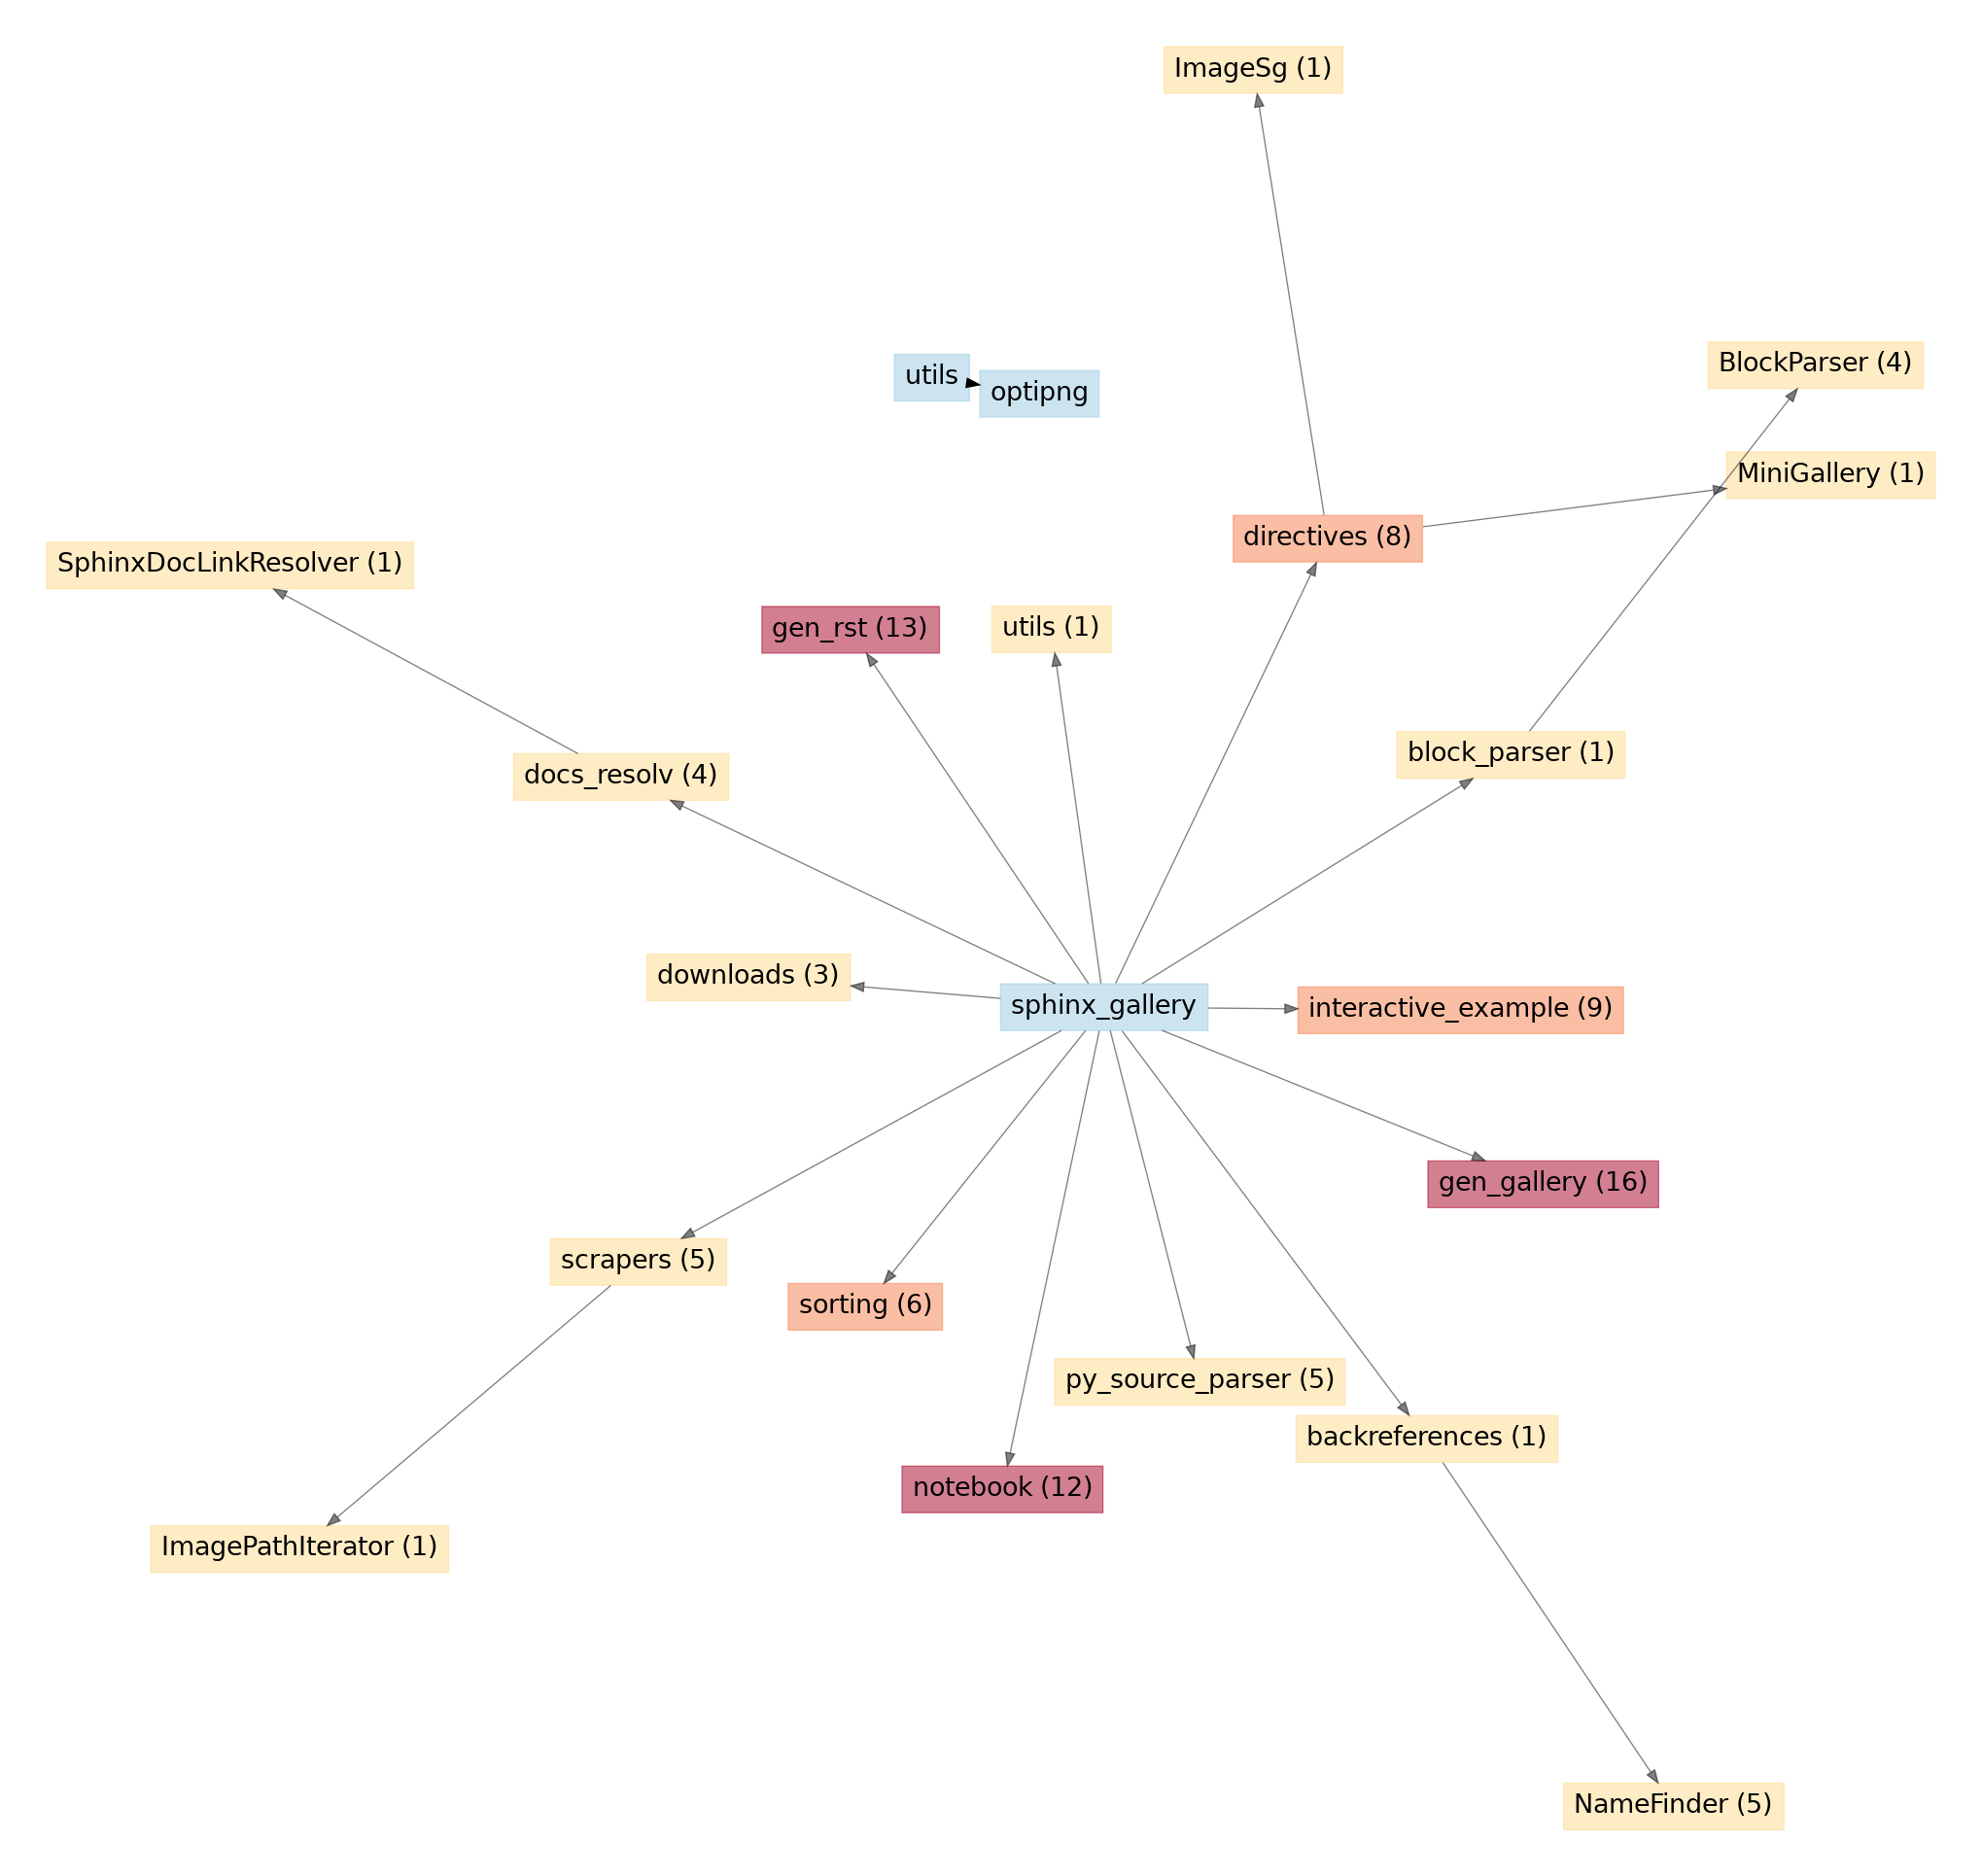 ImageSg (1)
BlockParser (4)
utils
optipng
MiniGallery (1)
directives (8)
SphinxDocLinkResolver (1)
gen_rst (13)
utils (1)
block_parser (1)
docs_resolv (4)
downloads (3)
sphinx_gallery
interactive_example (9)
gen_gallery (16)
scrapers (5)
sorting (6)
py_source_parser (5)
backreferences (1)
notebook (12)
ImagePathIterator (1)
NameFinder (5)